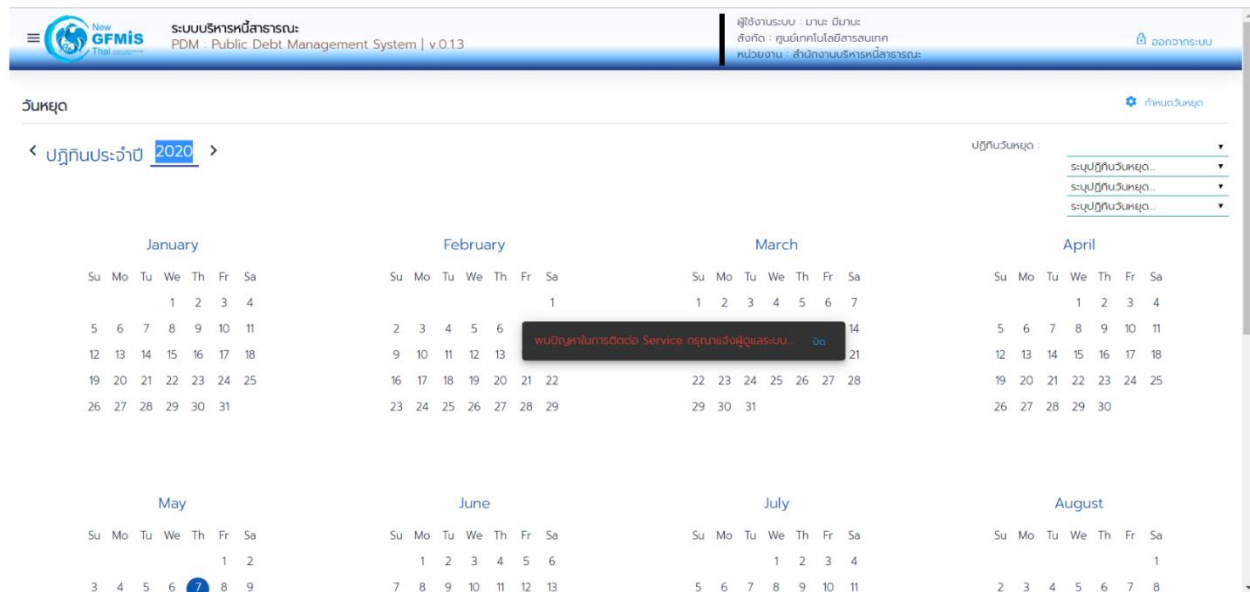 New
GFMiS
Thai
ระบบบริหารหนี้สาธารณะ
PDM : Public Debt Management System | v.0.1.3
ผู้ใช้งานระบบ : มานะ มีมานะ
สังกัด : ศูนย์เทคโนโลยีสารสนเทศ
หน่วยงาน : สำนักงานบริหารหนี้สาธารณะ
ออกจากระบบ
วันหยุด
กำหนดวันหยุด
ปฏิทินประจำปี 2020
ปฏิทินวันหยุด :
ระบุปฏิทินวันหยุด...
ระบุปฏิทินวันหยุด...
ระบุปฏิทินวันหยุด...
January February March April
Su Mo Tu We Th Fr Sa Su Mo Tu We Th Fr Sa Su Mo Tu We Th Fr Sa Su Mo Tu We Th Fr Sa
1 2 3 4 1 1 2 3 4 5 6 7 1 2 3 4
5 6 7 8 9 10 11 2 3 4 5 6 14 5 6 7 8 9 10 11
พบปัญหาในการติดต่อ Service กรุณาแจ้งผู้ดูแลระบบ... ปิด
12 13 14 15 16 17 18 9 10 11 12 13 21 12 13 14 15 16 17 18
19 20 21 22 23 24 25 16 17 18 19 20 21 22 22 23 24 25 26 27 28 19 20 21 22 23 24 25
26 27 28 29 30 31 23 24 25 26 27 28 29 29 30 31 26 27 28 29 30
May June July August
Su Mo Tu We Th Fr Sa Su Mo Tu We Th Fr Sa Su Mo Tu We Th Fr Sa Su Mo Tu We Th Fr Sa
1 2 1 2 3 4 5 6 1 2 3 4 1
3 4 5 6 7 8 9 7 8 9 10 11 12 13 5 6 7 8 9 10 11 2 3 4 5 6 7 8